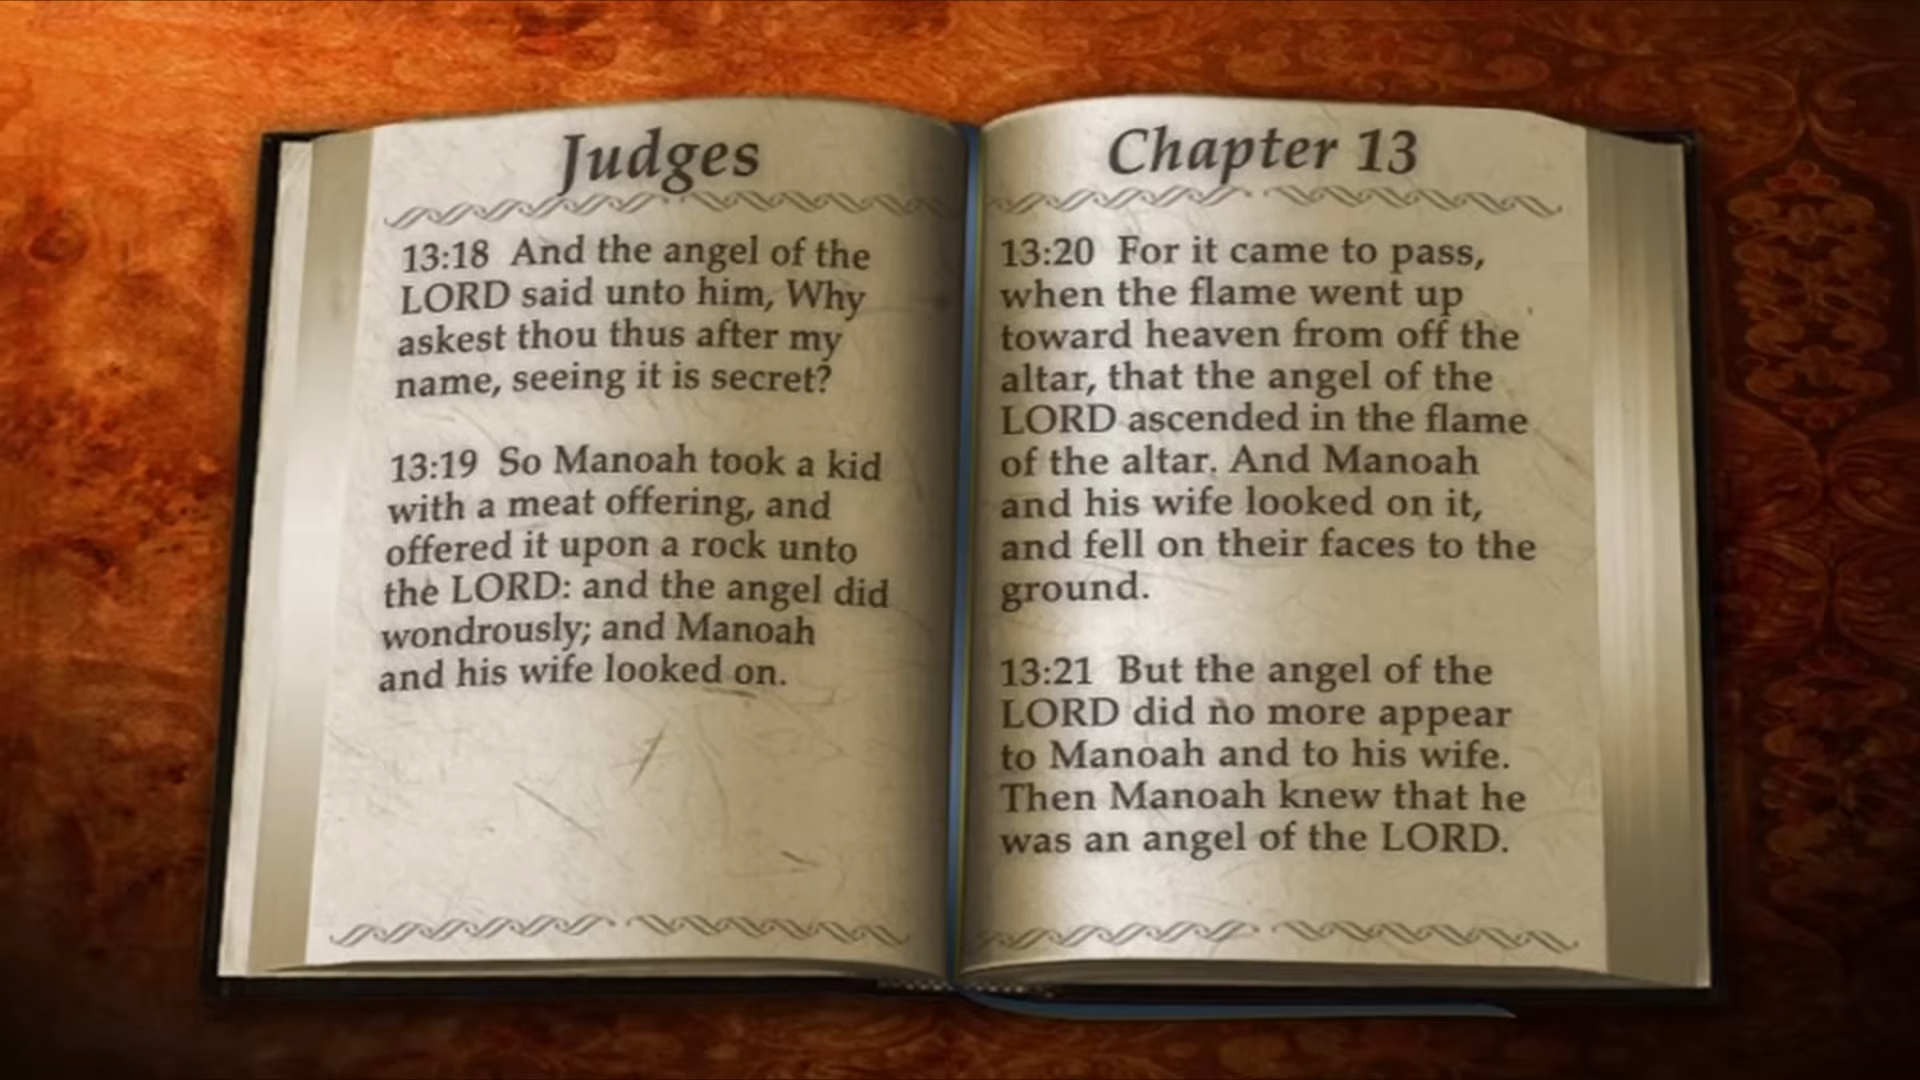 Judges
13:18 And the angel of the
LORD said unto him, Why
askest thou thus after my
name, seeing it is secret?
13:19 So Manoah took a kid
with a meat offering, and
offered it upon a rock unto
the LORD: and the angel did
wondrously; and Manoah
and his wife looked on.
Chapter 13
13:20 For it came to pass,
when the flame went up
toward heaven from off the
altar, that the angel of the
LORD ascended in the flame
of the altar. And Manoah
and his wife looked on it,
and fell on their faces to the
ground.
13:21 But the angel of the
LORD did no more appear
to Manoah and to his wife.
Then Manoah knew that he
was an angel of the LORD.